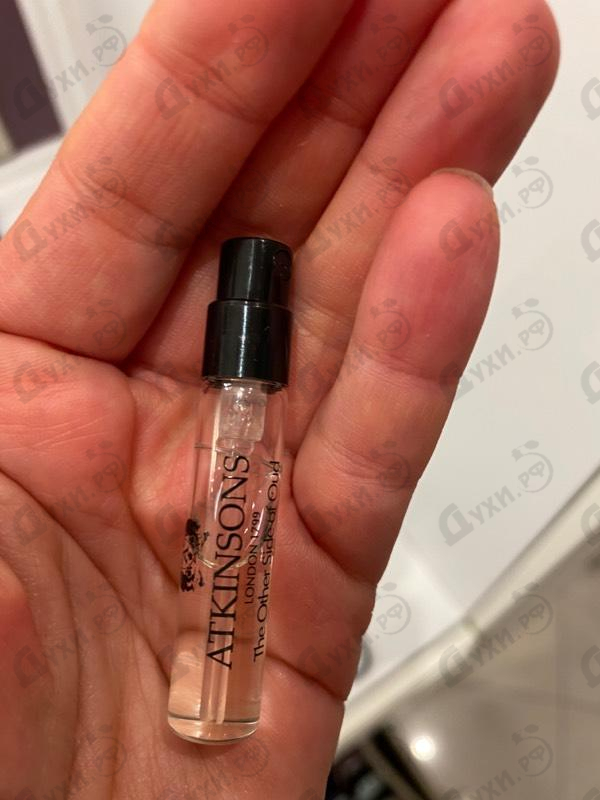 ATKINSONS
LONDON 1799
The Other Side of Oud
Духи.РФ